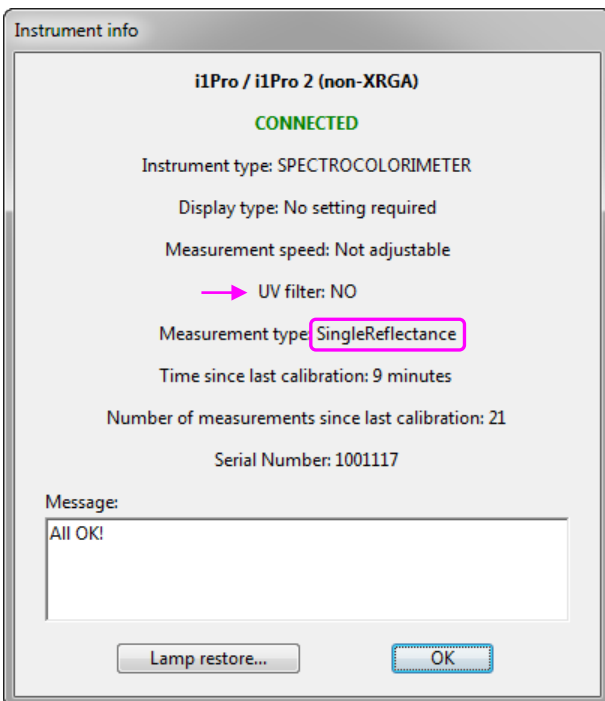 Instrument info
i1Pro / i1Pro 2 (non-XRGA)
CONNECTED
Instrument type: SPECTROCOLORIMETER
Display type: No setting required
Measurement speed: Not adjustable
UV filter: NO
Measurement type: SingleReflectance
Time since last calibration: 9 minutes
Number of measurements since last calibration: 21
Serial Number: 1001117
Message:
All OK!
Lamp restore... OK